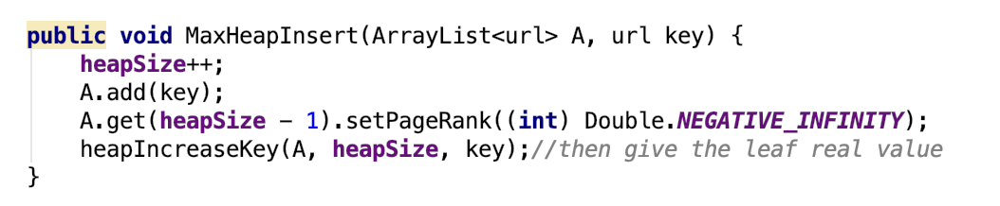 public void MaxHeapInsert(ArrayList<url> A, url key) {
    heapSize++;
    A.add(key);
    A.get(heapSize - 1).setPageRank((int) Double.NEGATIVE_INFINITY);
    heapIncreaseKey(A, heapSize, key);//then give the leaf real value
}